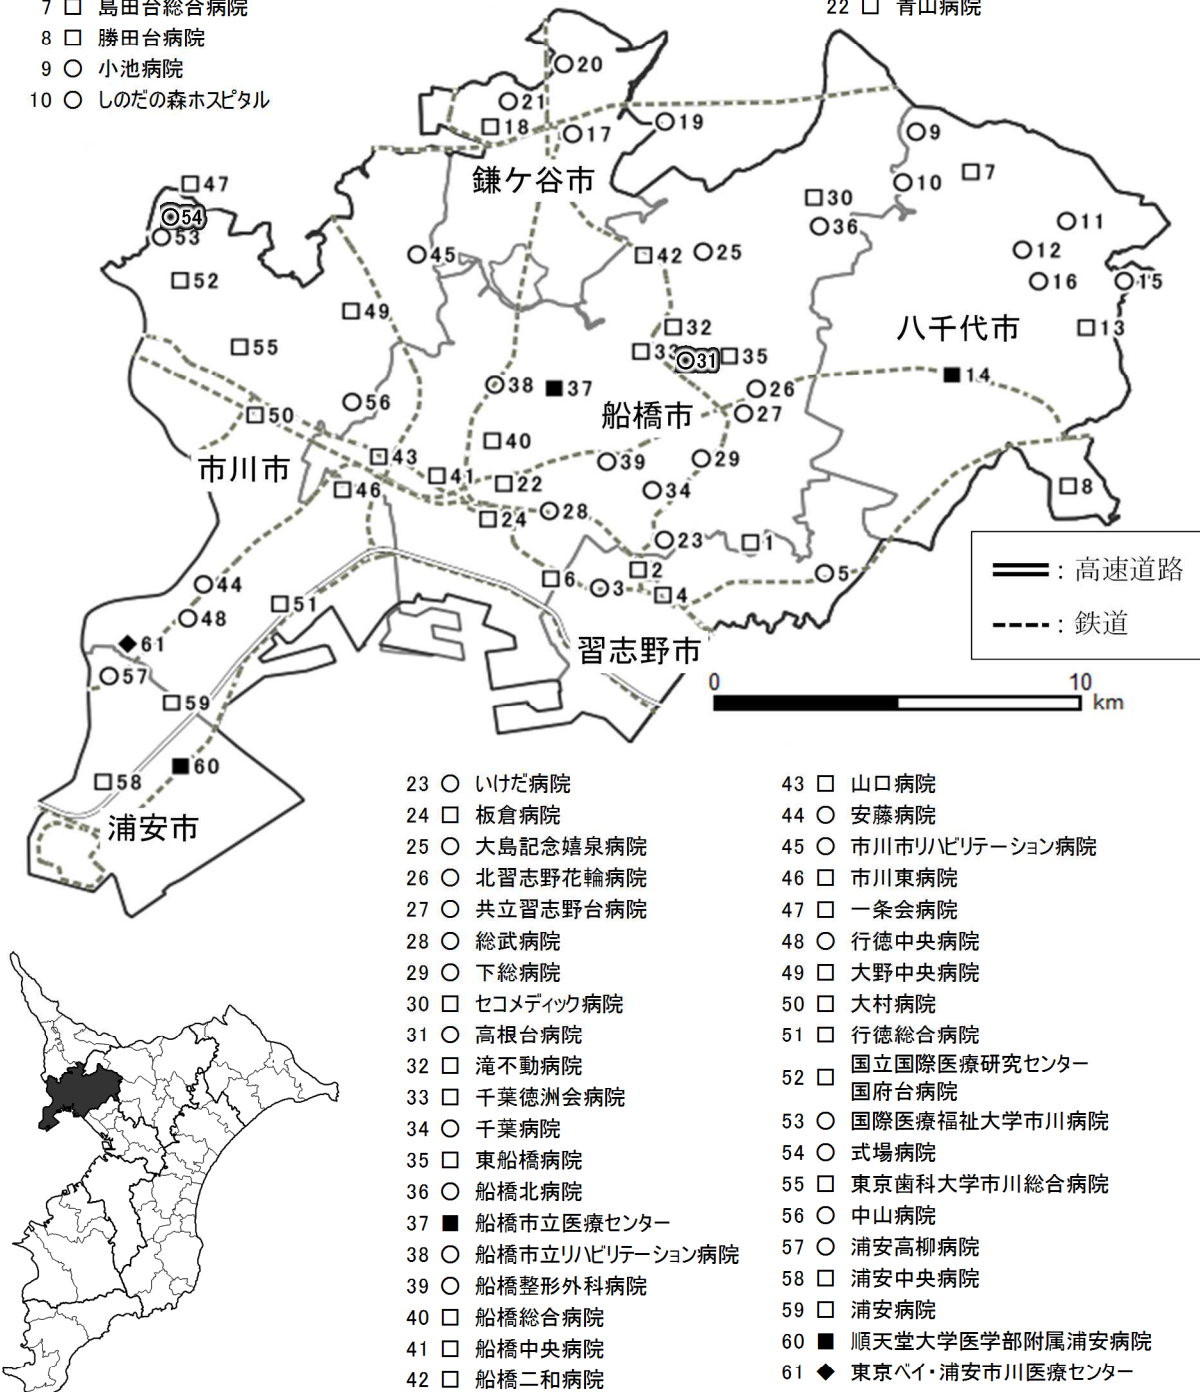 7 □ 島田台総合病院
8 □ 勝田台病院
9 ○ 小池病院
10 ○ しのだの森ホスピタル
22 □ 青山病院
20
21
18
17
19
9
7
10
鎌ケ谷市
47
30
54
53
36
11
45
42
25
12
52
16
15
49
32
八千代市
13
55
33
31
35
14
38
37
26
56
船橋市
27
50
40
43
39
29
市川市
41
22
46
34
8
28
24
23
1
2
5
高速道路
6
44
3
4
51
鉄道
48
61
習志野市
57
0
10
km
59
60
58
浦安市
23 ○ いけだ病院
24 □ 板倉病院
25 ○ 大島記念嬉泉病院
26 ○ 北習志野花輪病院
27 ○ 共立習志野台病院
28 ○ 総武病院
29 ○ 下総病院
30 □ セコメディック病院
31 ○ 高根台病院
32 □ 滝不動病院
33 □ 千葉徳洲会病院
34 ○ 千葉病院
35 □ 東船橋病院
36 ○ 船橋北病院
37 ■ 船橋市立医療センター
38 ○ 船橋市立リハビリテーション病院
39 ○ 船橋整形外科病院
40 □ 船橋総合病院
41 □ 船橋中央病院
42 □ 船橋二和病院
43 □ 山口病院
44 ○ 安藤病院
45 ○ 市川市リハビリテーション病院
46 □ 市川東病院
47 □ 一条会病院
48 ○ 行徳中央病院
49 □ 大野中央病院
50 □ 大村病院
51 □ 行徳総合病院
52 □ 国立国際医療研究センター
国府台病院
53 ○ 国際医療福祉大学市川病院
54 ○ 式場病院
55 □ 東京歯科大学市川総合病院
56 ○ 中山病院
57 ○ 浦安高柳病院
58 □ 浦安中央病院
59 □ 浦安病院
60 ■ 順天堂大学医学部附属浦安病院
61 ◆ 東京ベイ・浦安市川医療センター